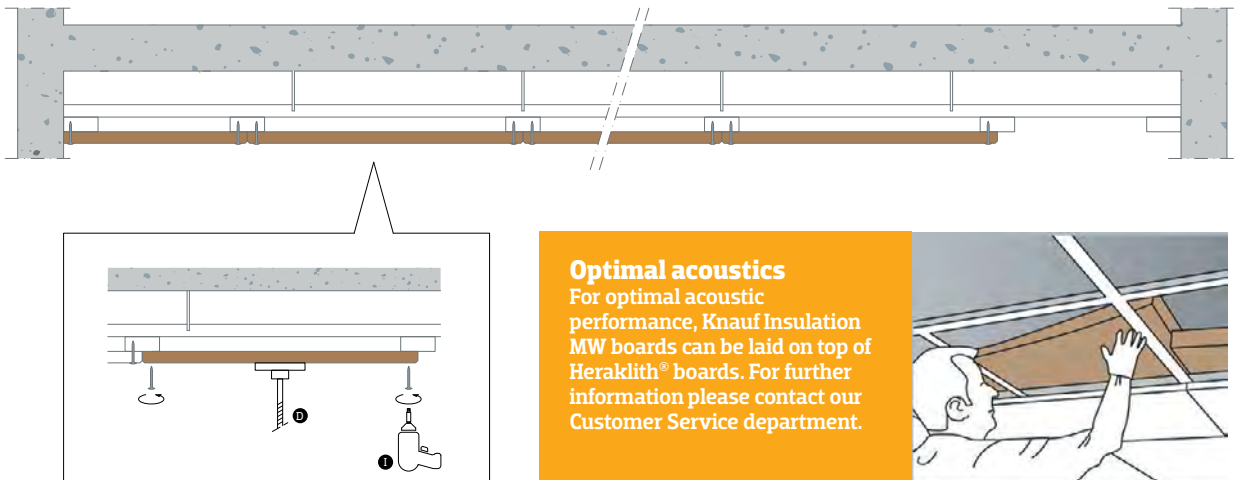 D
I
Optimal acoustics
For optimal acoustic
performance, Knauf Insulation
MW boards can be laid on top of
Heraklith® boards. For further
information please contact our
Customer Service department.